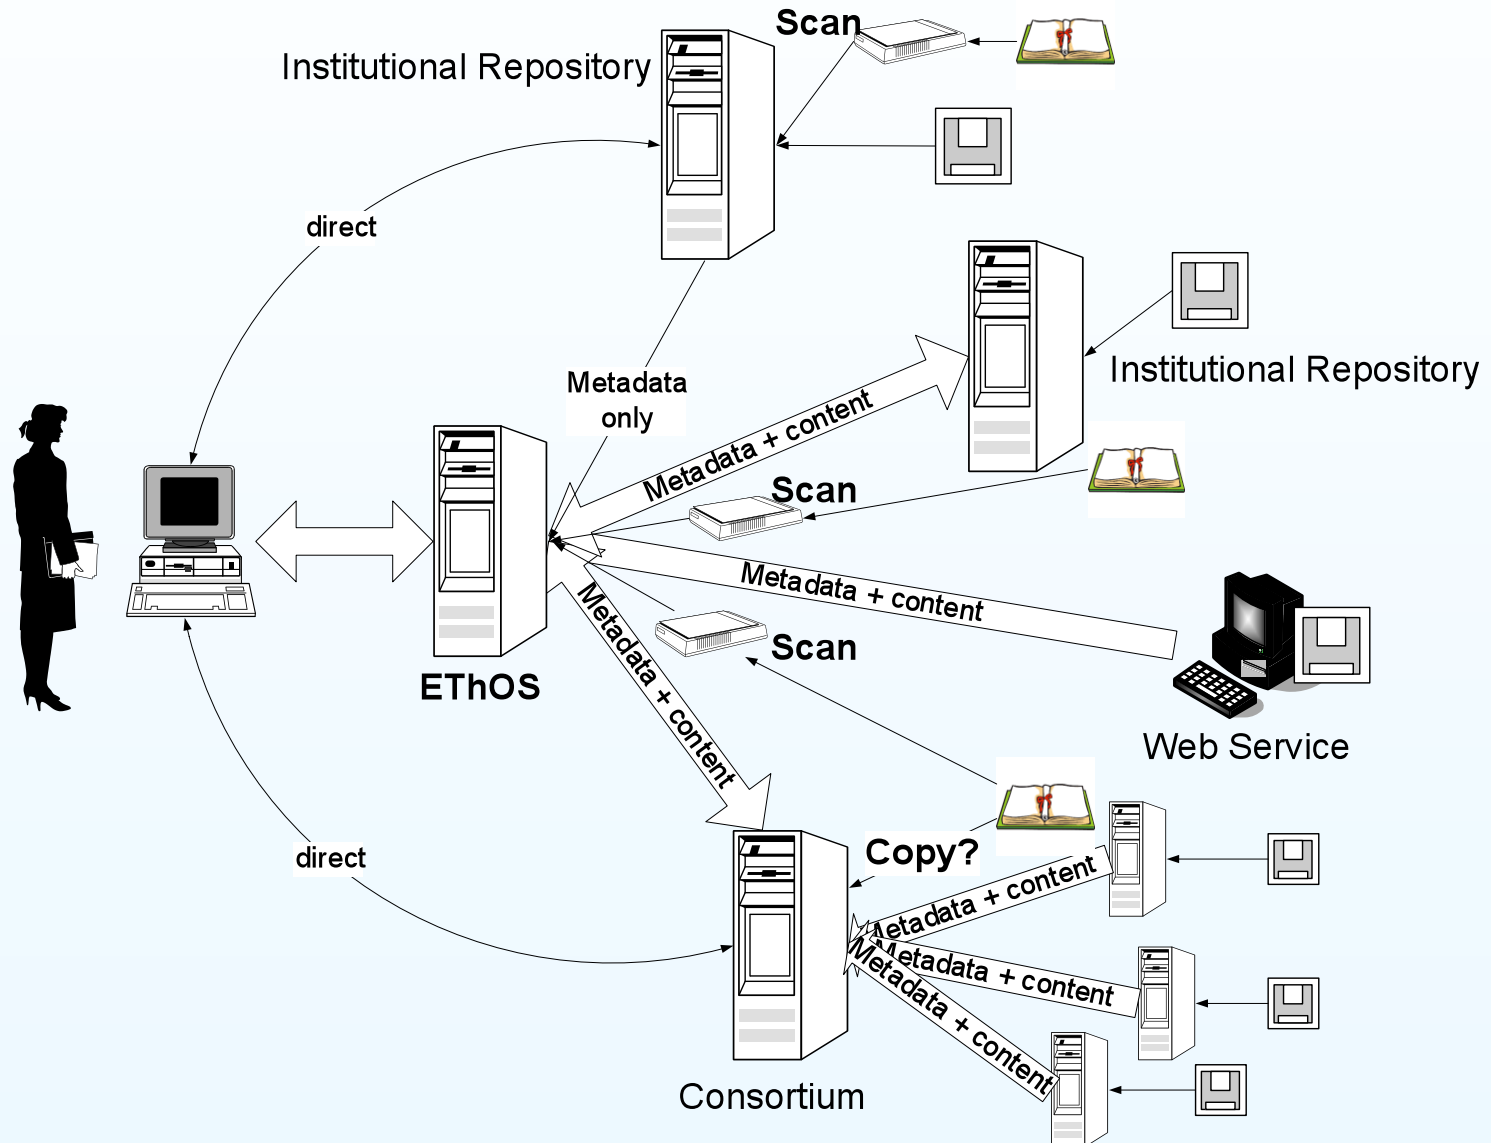 Scan
Institutional Repository
direct
Institutional Repository
Metadata
only
Metadata + content
Scan
Metadata + content
Metadata + content
Scan
EThOS
Web Service
direct
Copy?
Metadata + content
Metadata + content
Metadata + content
Consortium